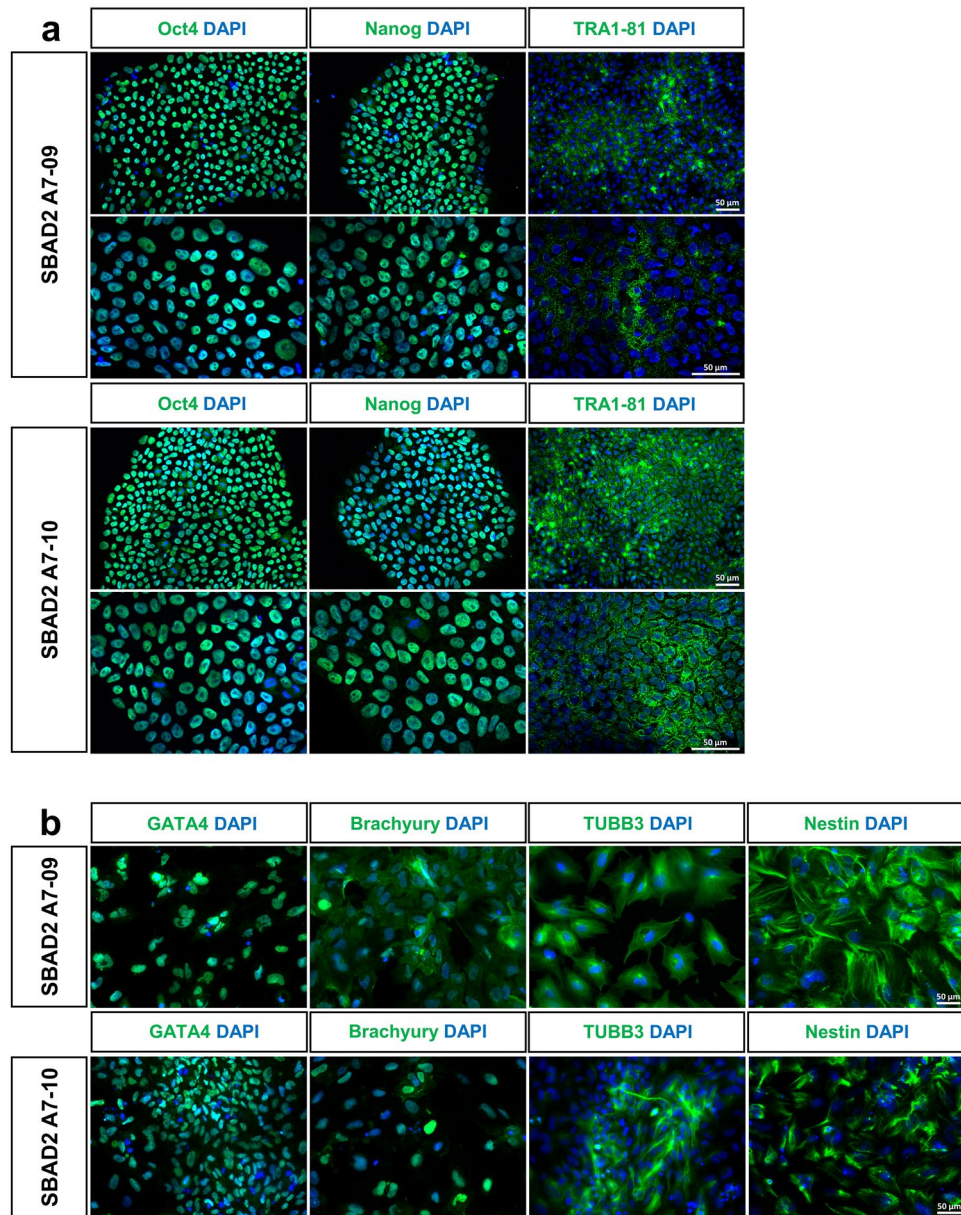 a
Oct4 DAPI
Nanog DAPI
TRA1-81 DAPI
SBAD2 A7-09
50 µm
50 µm
Oct4 DAPI
Nanog DAPI
TRA1-81 DAPI
SBAD2 A7-10
50 µm
50 µm
b
GATA4 DAPI
Brachyury DAPI
TUBB3 DAPI
Nestin DAPI
SBAD2 A7-09
50 µm
GATA4 DAPI
Brachyury DAPI
TUBB3 DAPI
Nestin DAPI
SBAD2 A7-10
50 µm